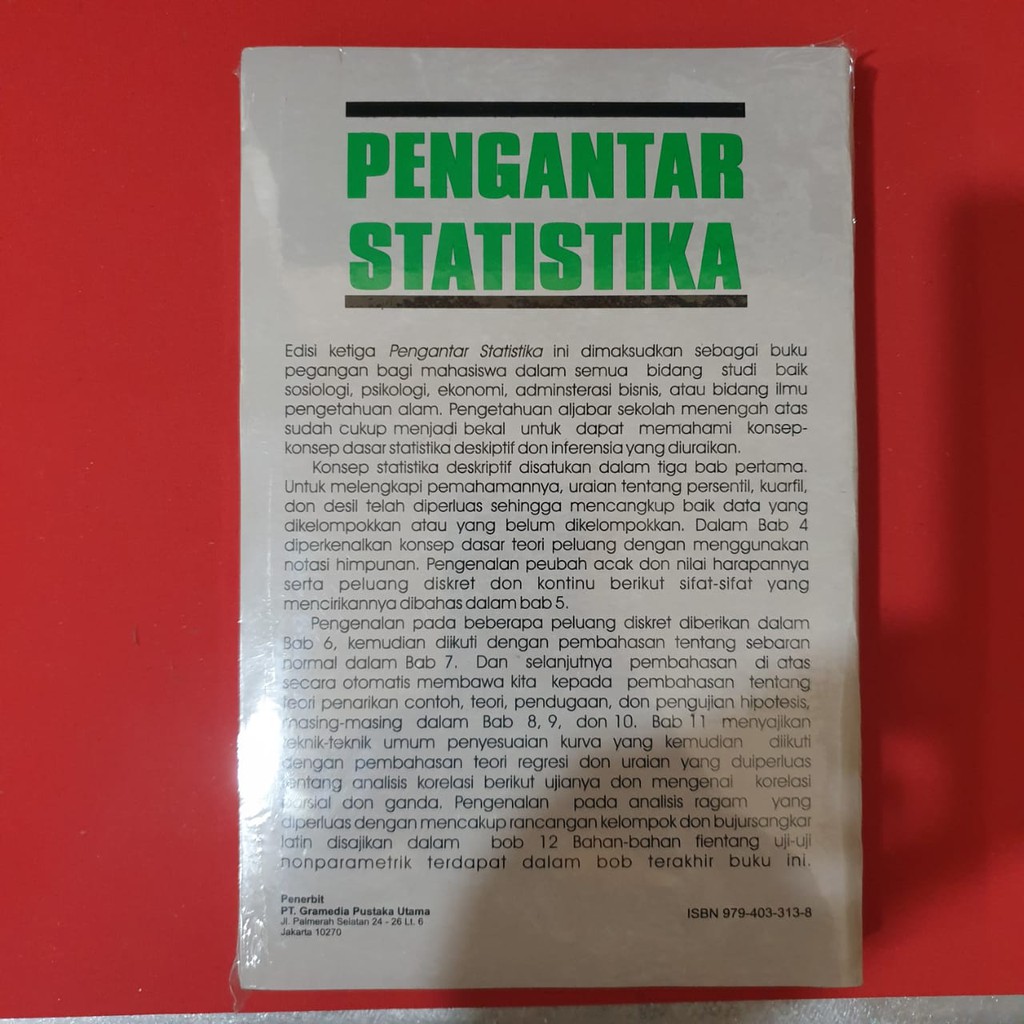 PENGANTAR
STATISTIKA
Edisi ketiga Pengantar Statistika ini dimaksudkan sebagai buku
pegangan bagi mahasiswa dalam semua bidang studi baik
sosiologi, psikologi, ekonomi, adminsterasi bisnis, atau bidang ilmu
pengetahuan alam. Pengetahuan aljabar sekolah menengah atas
sudah cukup menjadi bekal untuk dapat memahami konsep-
konsep dasar statistika deskiptif don inferensia yang diuraikan.
Konsep statistika deskriptif disatukan dalam tiga bab pertama.
Untuk melengkapi pemahamannya, uraian tentang persentil, kuarfil,
don desil telah diperluas sehingga mencangkup baik data yang
dikelompokkan atau yang belum dikelompokkan. Dalam Bab 4
diperkenalkan konsep dasar teori peluang dengan menggunakan
notasi himpunan. Pengenalan peubah acak don nilai harapannya
serta peluang diskret don kontinu berikut sifat-sifat yang
mencirikannya dibahas dalam bab 5.
Pengenalan pada beberapa peluang diskret diberikan dalam
Bab 6, kemudian diikuti dengan pembahasan tentang sebaran
normal dalam Bab 7. Dan selanjutnya pembahasan di atas
secara otomatis membawa kita kepada pembahasan tentang
teori penarikan contoh, teori, pendugaan, don pengujian hipotesis,
masing-masing dalam Bab 8, 9, don 10. Bab 11 menyajikan
teknik-teknik umum penyesuaian kurva yang kemudian diikuti
dengan pembahasan teori regresi don uraian yang duiperluas
tentang analisis korelasi berikut ujianya don mengenai korelasi
parsial don ganda. Pengenalan pada analisis ragam yang
diperluas dengan mencakup rancangan kelompok don bujursangkar
latin disajikan dalam bob 12 Bahan-bahan fientang uji-uji
nonparametrik terdapat dalam bob terakhir buku ini.
Penerbit
PT. Gramedia Pustaka Utama
Jl. Palmerah Selatan 24 - 26 Lt. 6
Jakarta 10270
ISBN 979-403-313-8